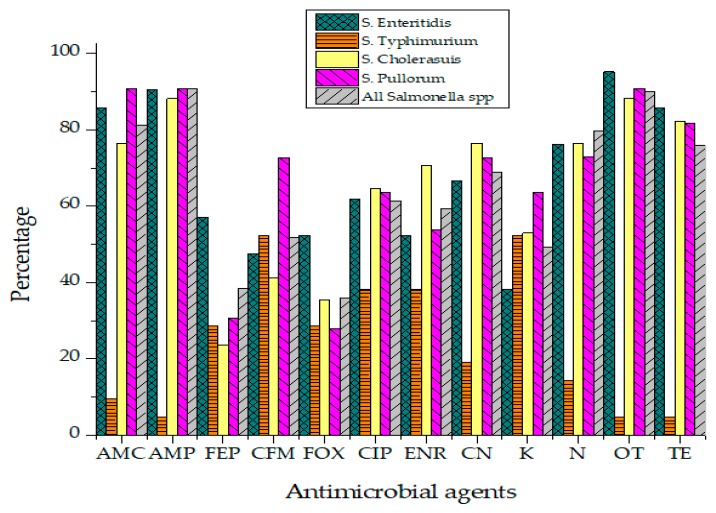 S. Enteritidis
S. Typhimurium
S. Cholerasuis
S. Pullorum
All Salmonella spp
100
80
60
40
20
0
Percentage
AMC AMP FEP CFM FOX CIP ENR CN K N OT TE
Antimicrobial agents